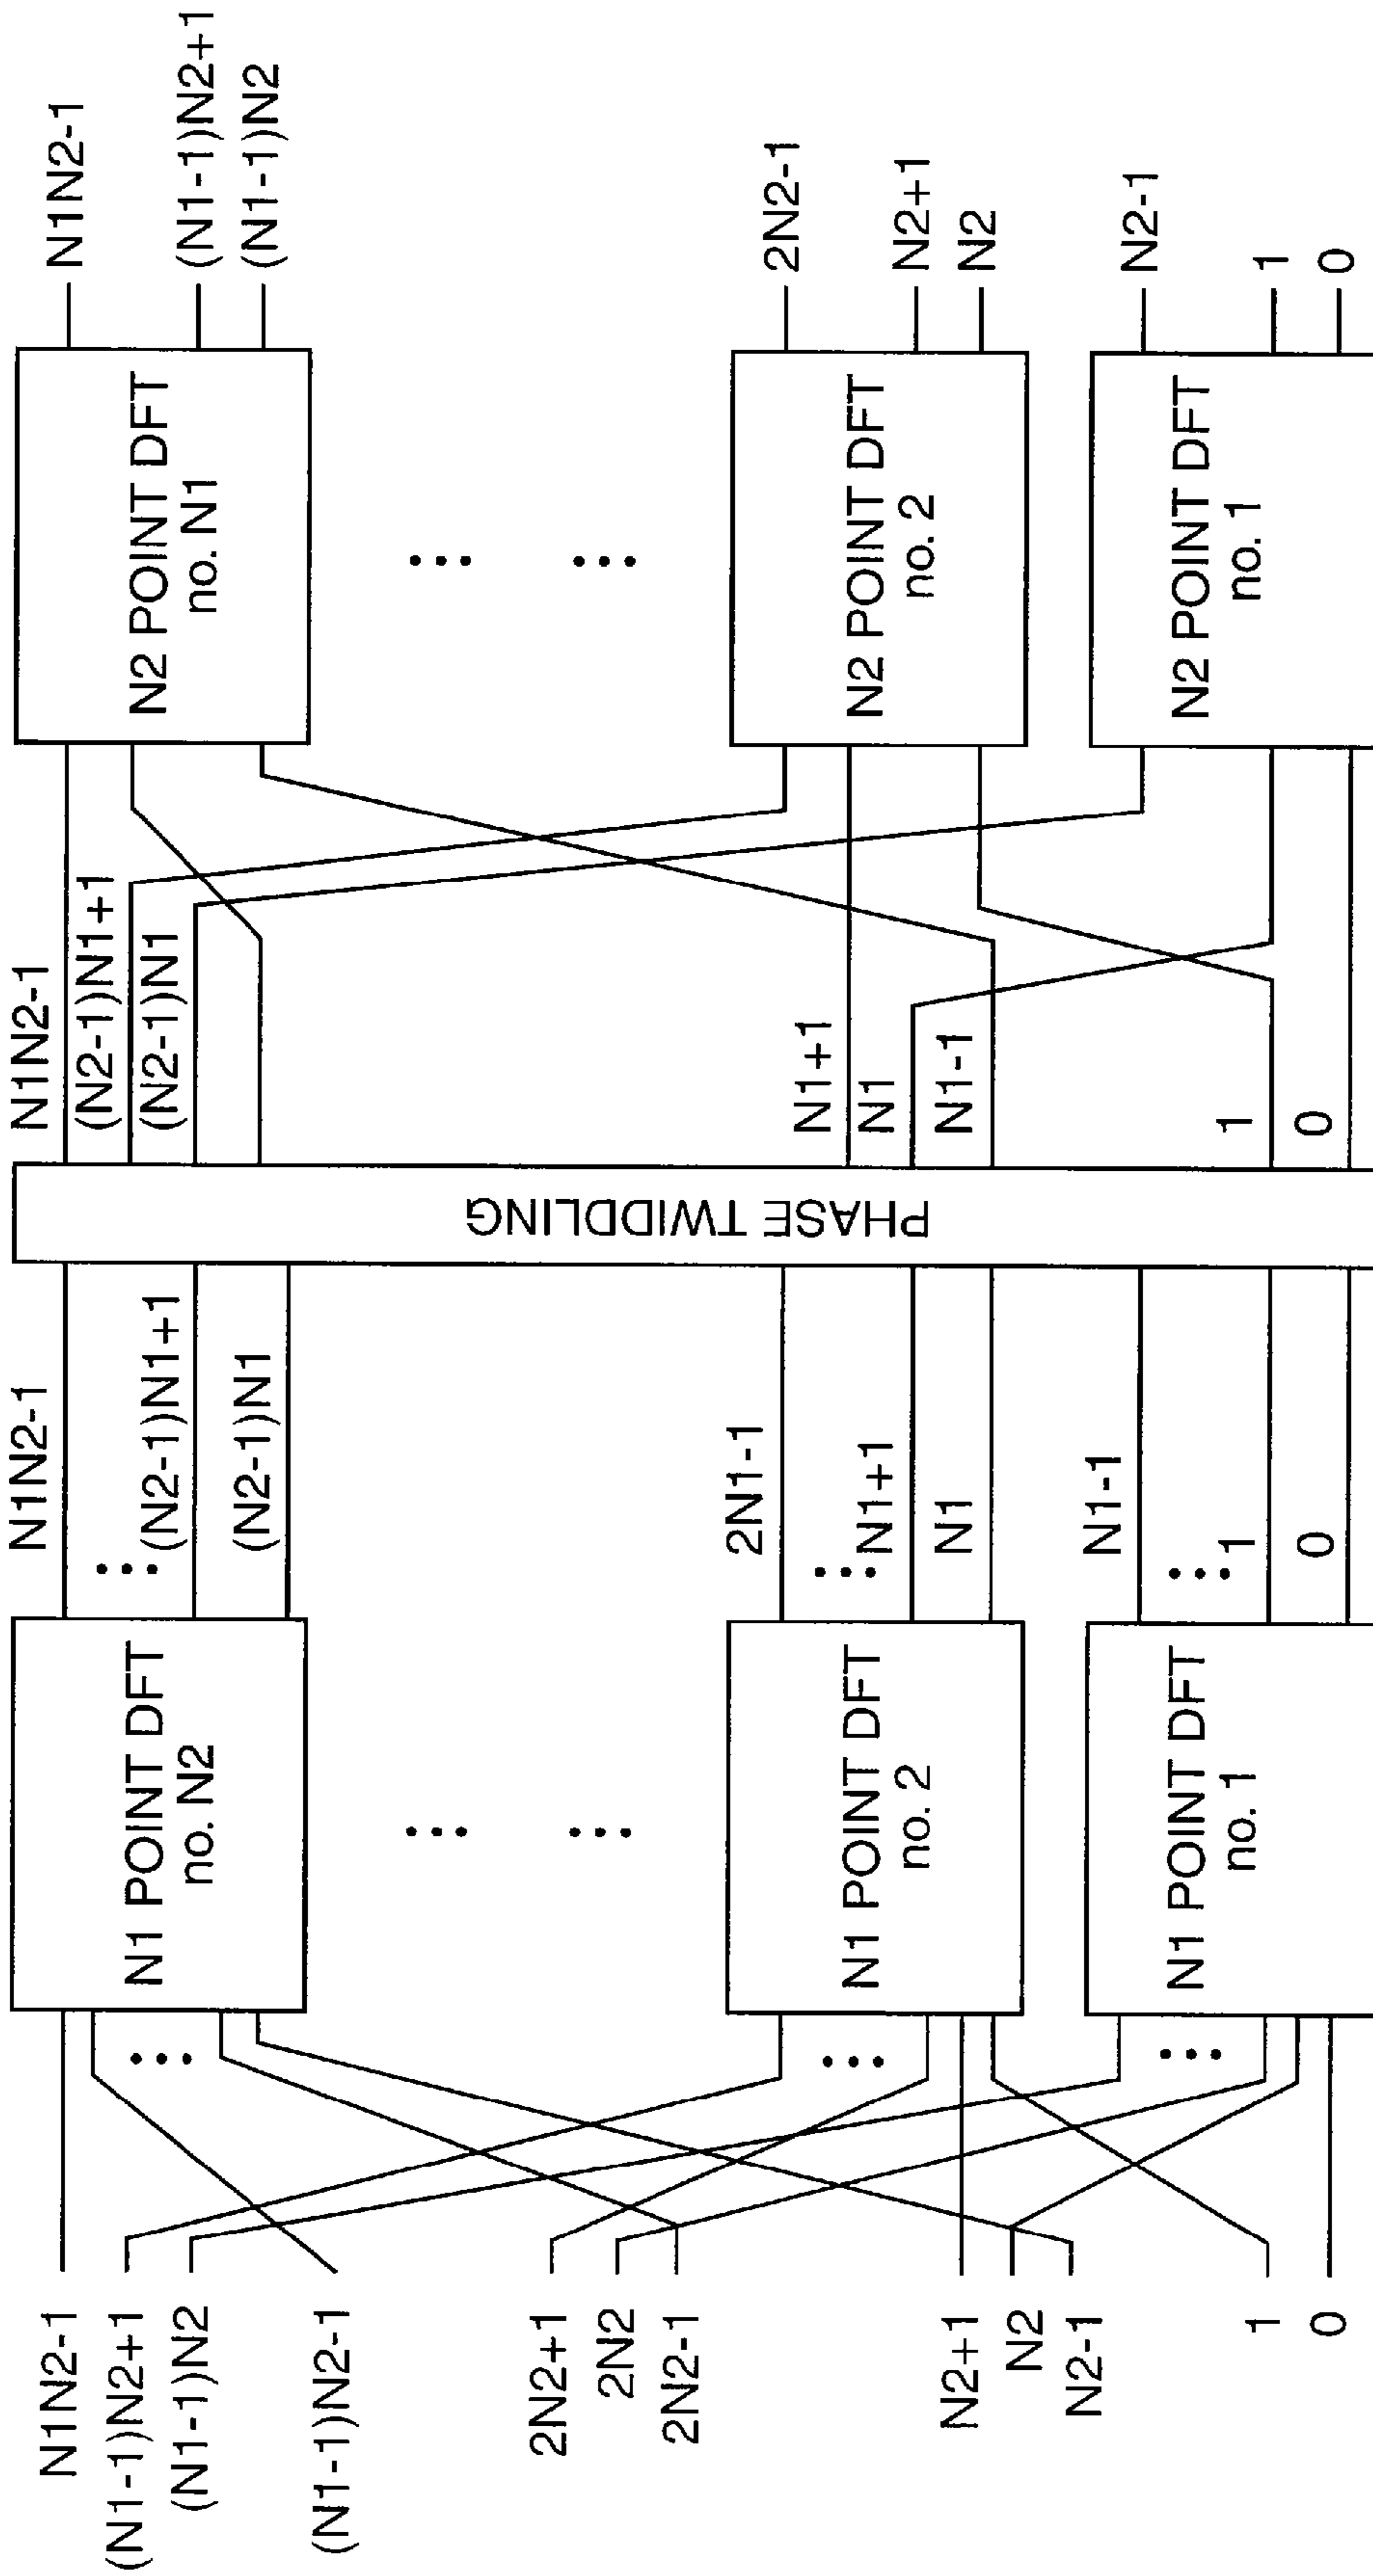 N1N2-1
(N1-1)N2+1
(N1-1)N2
(N1-1))N2-1
2N2+1
2N2
2N2-1
N2+1
N2
N2-1
1
0
N1 POINT DFT
no. N2
N1 POINT DFT
no. 2
N1 POINT DFT
no. 1
N1N2-1
(N2-1)N1+1
(N2-1)N1
2N1-1
N1+1
N1
N1-1
1
0
PHASE TWIDDLING
N1N2-1
(N2-1)N1+1
(N2-1)N1
N1+1
N1
N1-1
1
0
N2 POINT DFT
no. N1
N2 POINT DFT
no. 2
N2 POINT DFT
no. 1
N1N2-1
(N1-1)N2+1
(N1-1)N2
2N2-1
N2+1
N2
N2-1
1
0